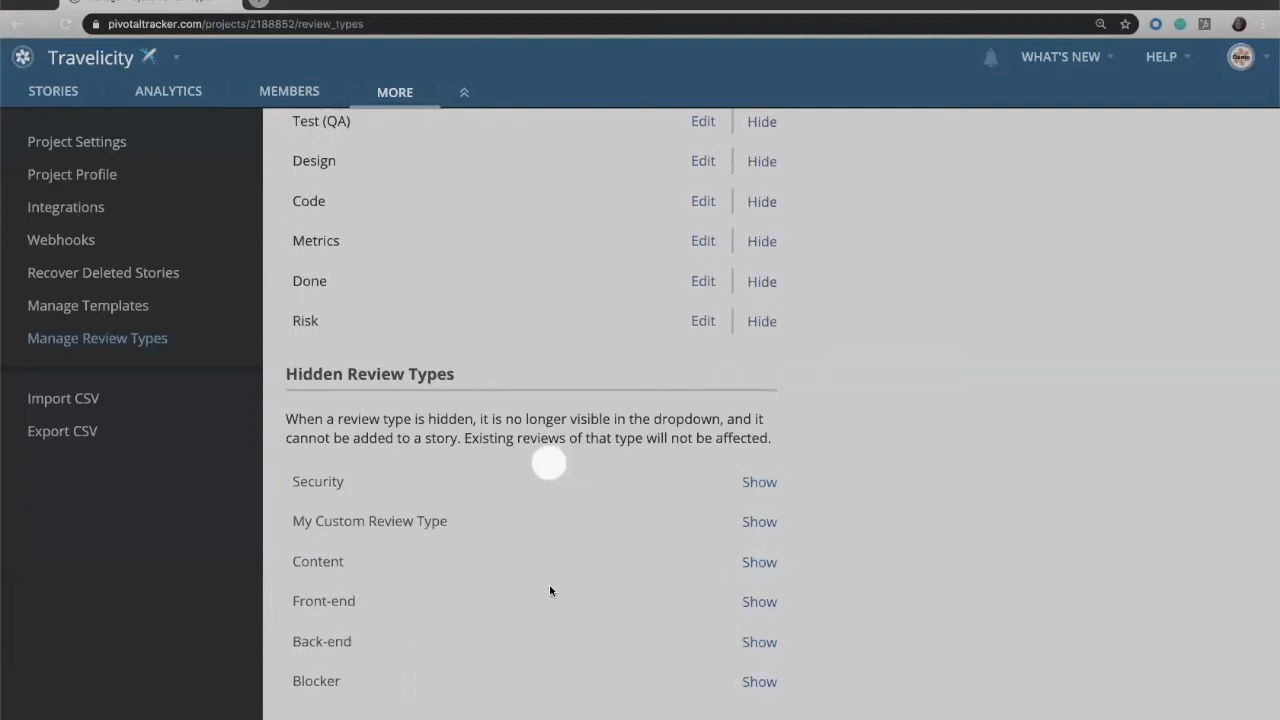 pivotaltracker.com/projects/2188852/review_types
Travelicity
WHAT'S NEW
HELP
STORIES
ANALYTICS
MEMBERS
MORE
Project Settings
Project Profile
Integrations
Webhooks
Recover Deleted Stories
Manage Templates
Manage Review Types
Import CSV
Export CSV
Test (QA) Edit Hide
Design Edit Hide
Code Edit Hide
Metrics Edit Hide
Done Edit Hide
Risk Edit Hide
Hidden Review Types
When a review type is hidden, it is no longer visible in the dropdown, and it
cannot be added to a story. Existing reviews of that type will not be affected.
Security Show
My Custom Review Type Show
Content Show
Front-end Show
Back-end Show
Blocker Show